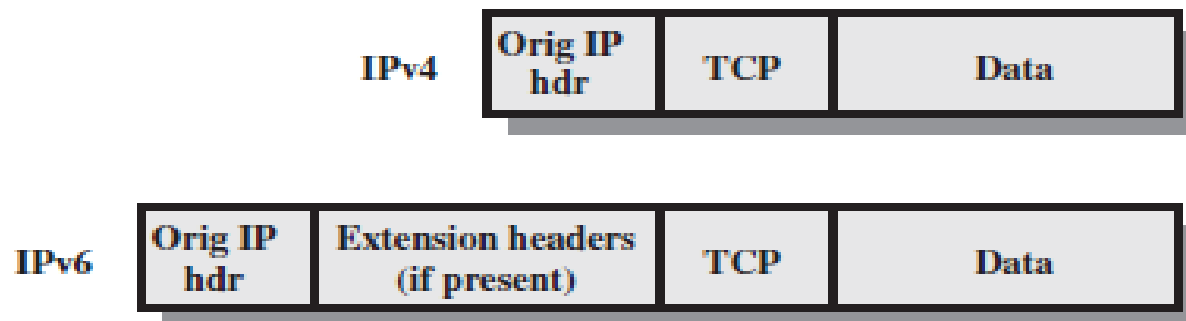 IPv4
Orig IP
hdr
TCP
Data
IPv6
Orig IP
hdr
Extension headers
(if present)
TCP
Data